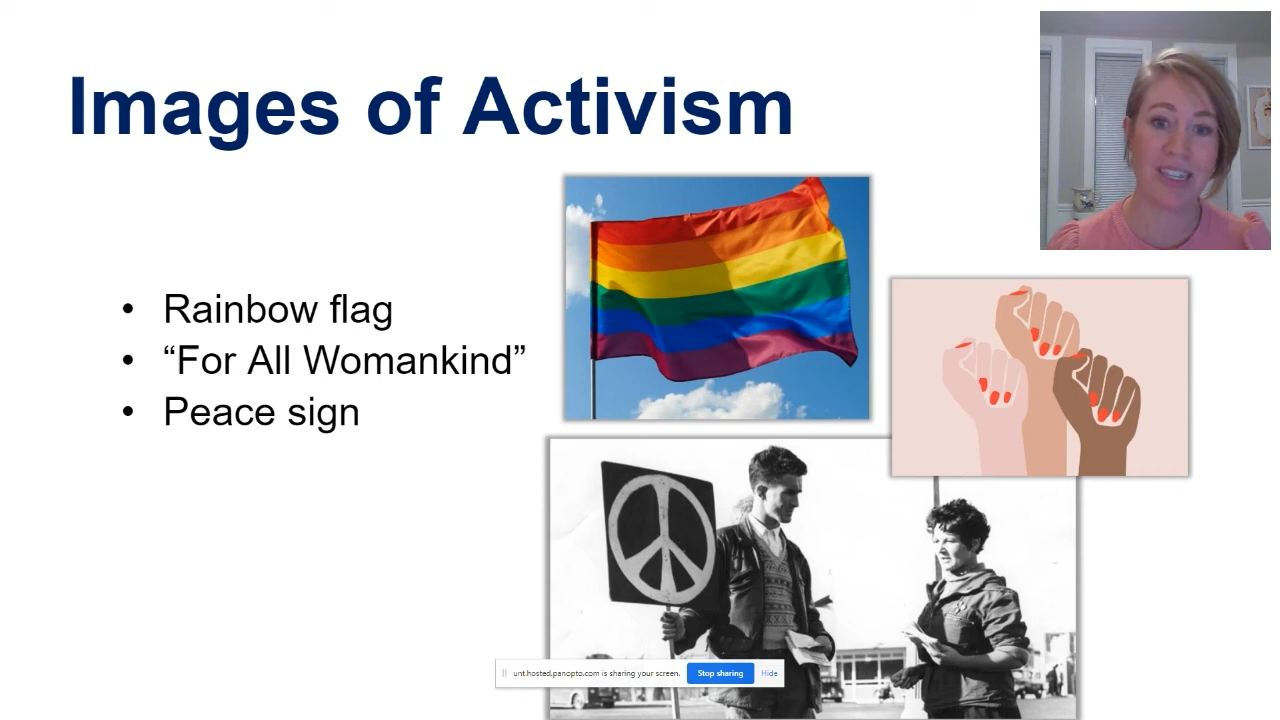 Images of Activism
• Rainbow flag
• “For All Womankind”
• Peace sign
unt.hosted.panopto.com is sharing your screen. Stop sharing Hide